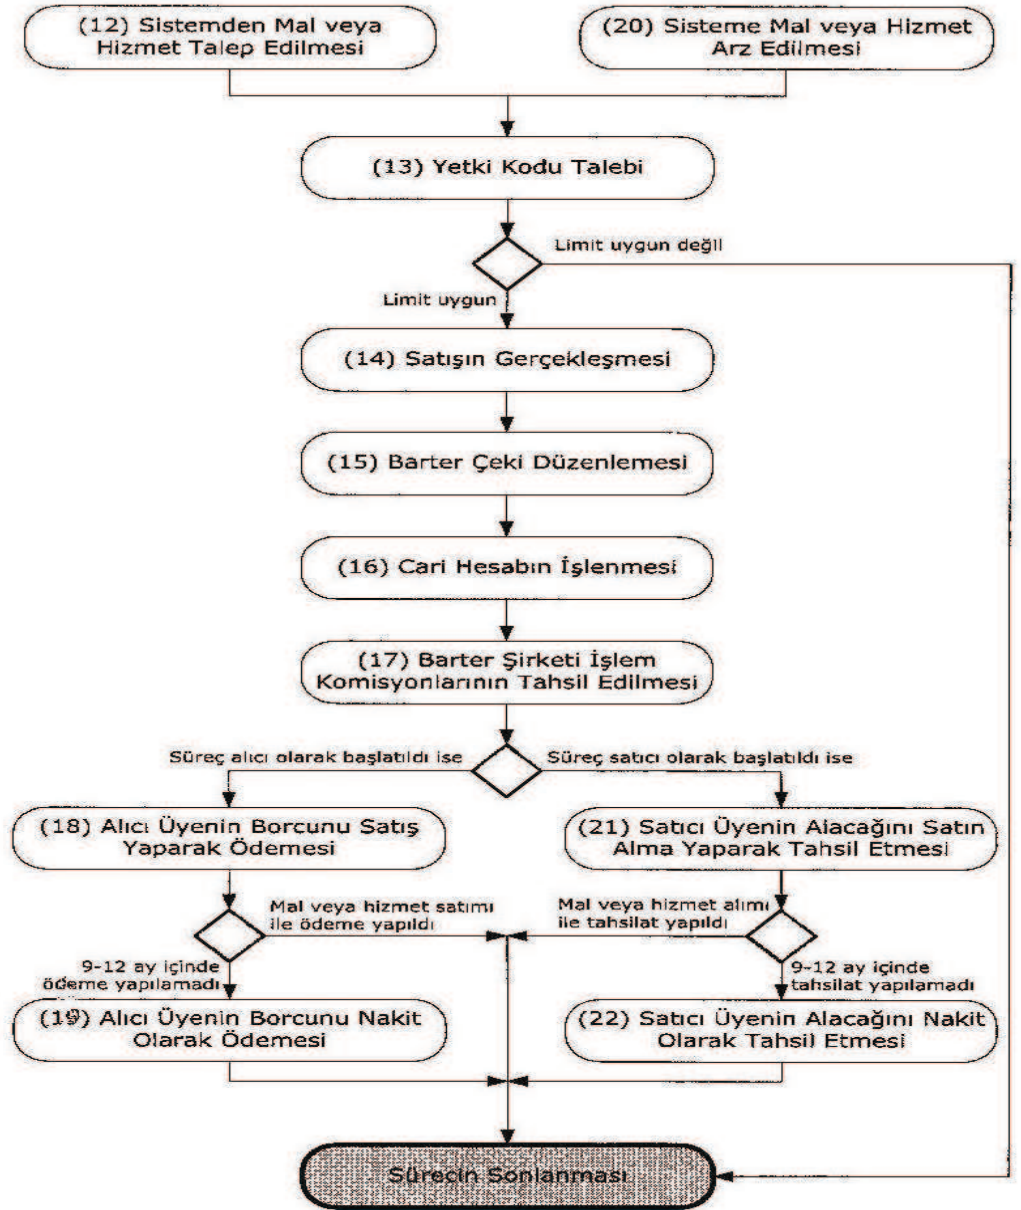 (12) Sistemden Mal veya
Hizmet Talep Edilmesi
(20) Sisteme Mal veya Hizmet
Arz Edilmesi
(13) Yetki Kodu Talebi
Limit uygun değil
Limit uygun
(14) Satışın Gerçekleşmesi
(15) Barter Çeki Düzenlemesi
(16) Cari Hesabın İşlenmesi
(17) Barter Şirketi İşlem
Komisyonlarının Tahsil Edilmesi
Süreç alıcı olarak başlatıldı ise
Süreç satıcı olarak başlatıldı ise
(18) Alıcı Üyenin Borcunu Satış
Yaparak Ödemesi
(21) Satıcı Üyenin Alacağını Satın
Alma Yaparak Tahsil Etmesi
Mal veya hizmet satımı
ile ödeme yapıldı
Mal veya hizmet alımı
ile tahsilat yapıldı
9-12 ay içinde
ödeme yapılamadı
9-12 ay içinde
tahsilat yapılamadı
(19) Alıcı Üyenin Borcunu Nakit
Olarak Ödemesi
(22) Satıcı Üyenin Alacağını Nakit
Olarak Tahsil Etmesi
Sürecin Sonlanması